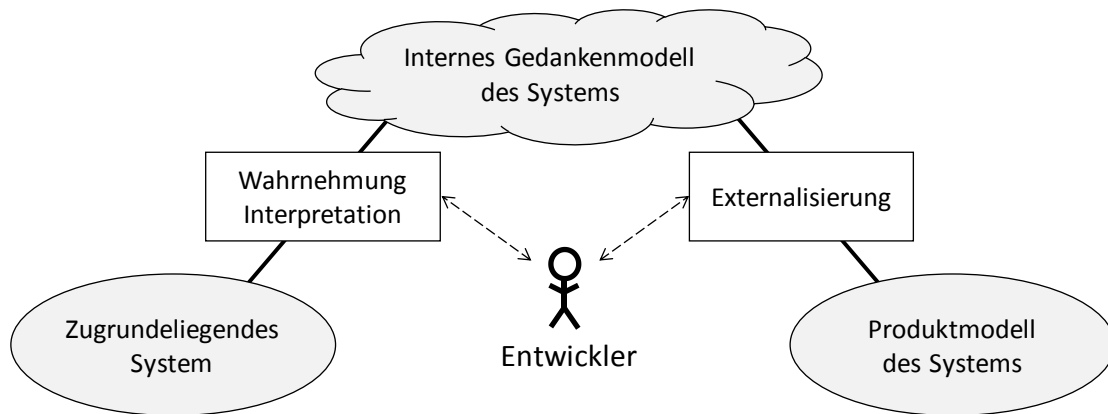 Internes Gedankenmodell
des Systems
Wahrnehmung
Interpretation
Externalisierung
Zugrundeliegendes
System
Entwickler
Produktmodell
des Systems